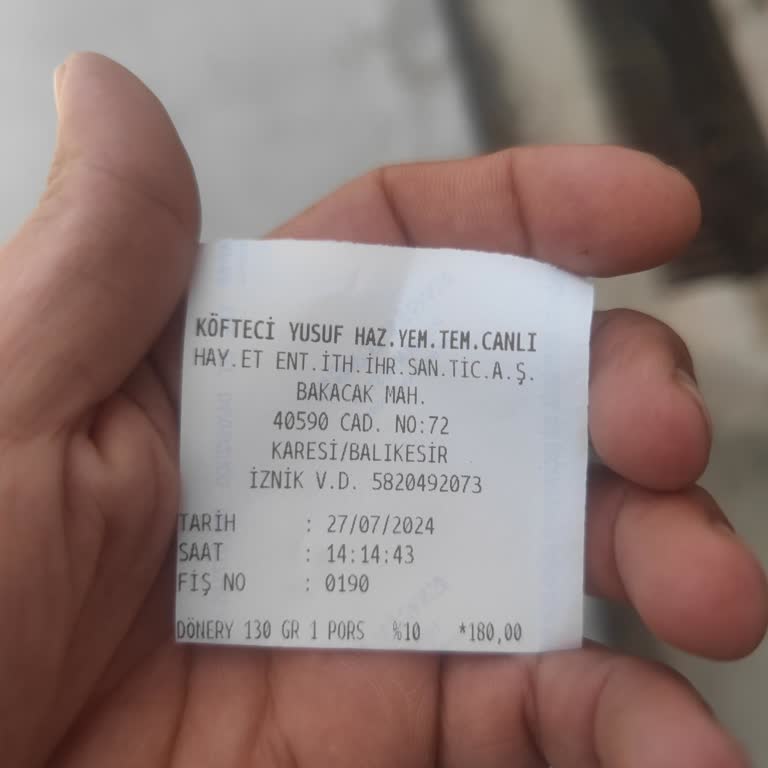 KÖFTECİ YUSUF HAZ.YEM.TEM.CANLI
HAY.ET ENT.İTH.İHR.SAN.TİC.A.Ş.
BAKACAK MAH.
40590 CAD. NO:72
KARESİ/BALIKESİR
İZNİK V.D. 5820492073
TARİH : 27/07/2024
SAAT : 14:14:43
FİŞ NO : 0190
DÖNERY 130 GR 1 PORS %10 *180,00